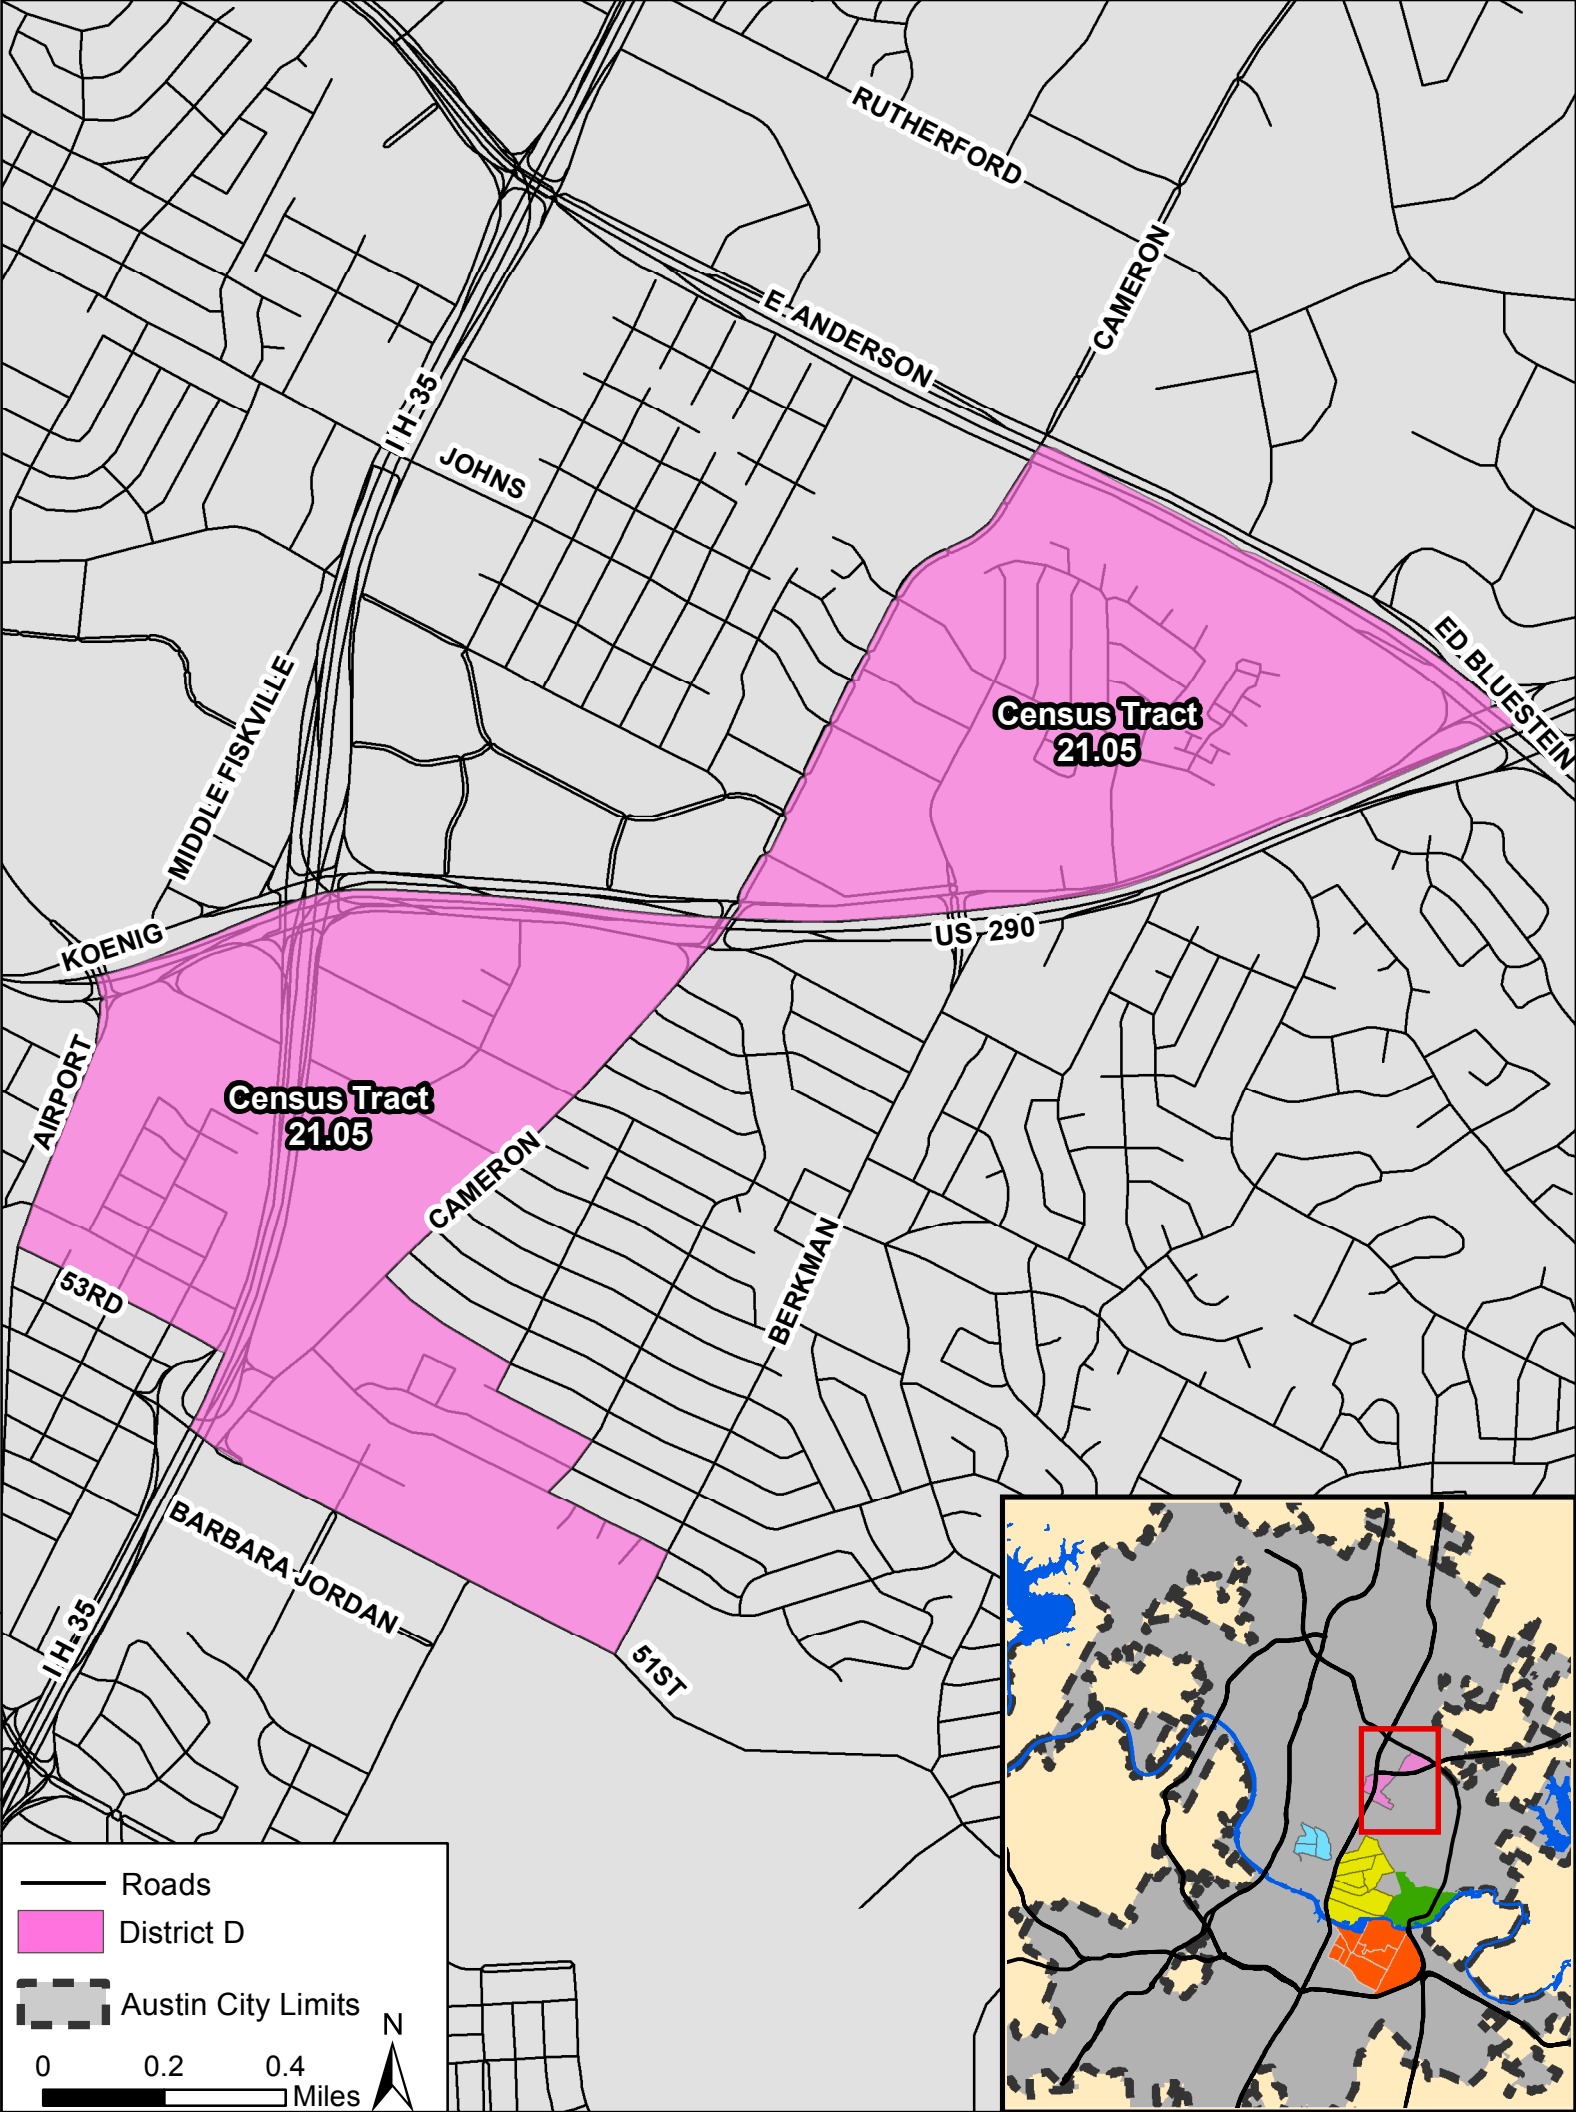 RUTHERFORD
CAMERON
E. ANDERSON
I H- 35
JOHNS
ED BLUESTEIN
MIDDLE FISKVILLE
Census Tract
21.05
KOENIG
US 290
AIRPORT
Census Tract
21.05
CAMERON
BERKMAN
53RD
BARBARA JORDAN
I H- 35
51ST
Roads
District D
Austin City Limits
N
0 0.2 0.4
Miles